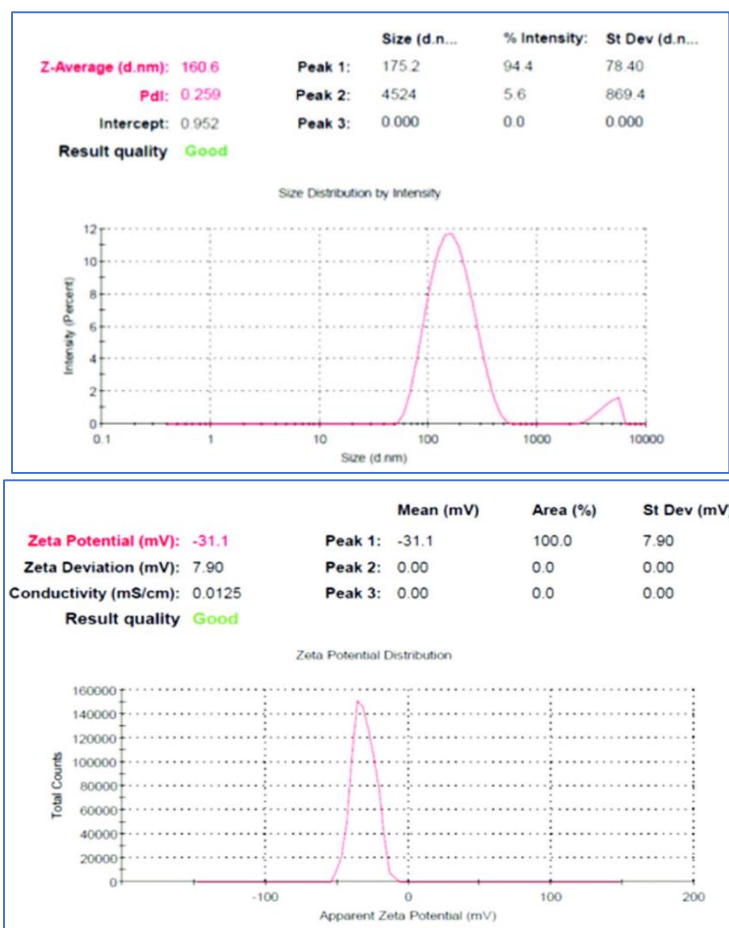 Size (d.n... % Intensity: St Dev (d.n...
Z-Average (d.nm): 160.6 Peak 1: 175.2 94.4 78.40
PdI: 0.259 Peak 2: 4524 5.6 869.4
Intercept: 0.952 Peak 3: 0.000 0.0 0.000
Result quality Good
Size Distribution by Intensity
Intensity (Percent)
12
10
8
6
4
2
0
0.1 1 10 100 1000 10000
Size (d.nm)
Mean (mV) Area (%) St Dev (mV)
Zeta Potential (mV): -31.1 Peak 1: -31.1 100.0 7.90
Zeta Deviation (mV): 7.90 Peak 2: 0.00 0.0 0.00
Conductivity (mS/cm): 0.0125 Peak 3: 0.00 0.0 0.00
Result quality Good
Zeta Potential Distribution
Total Counts
160000
140000
120000
100000
80000
60000
40000
20000
0
-100 0 100 200
Apparent Zeta Potential (mV)